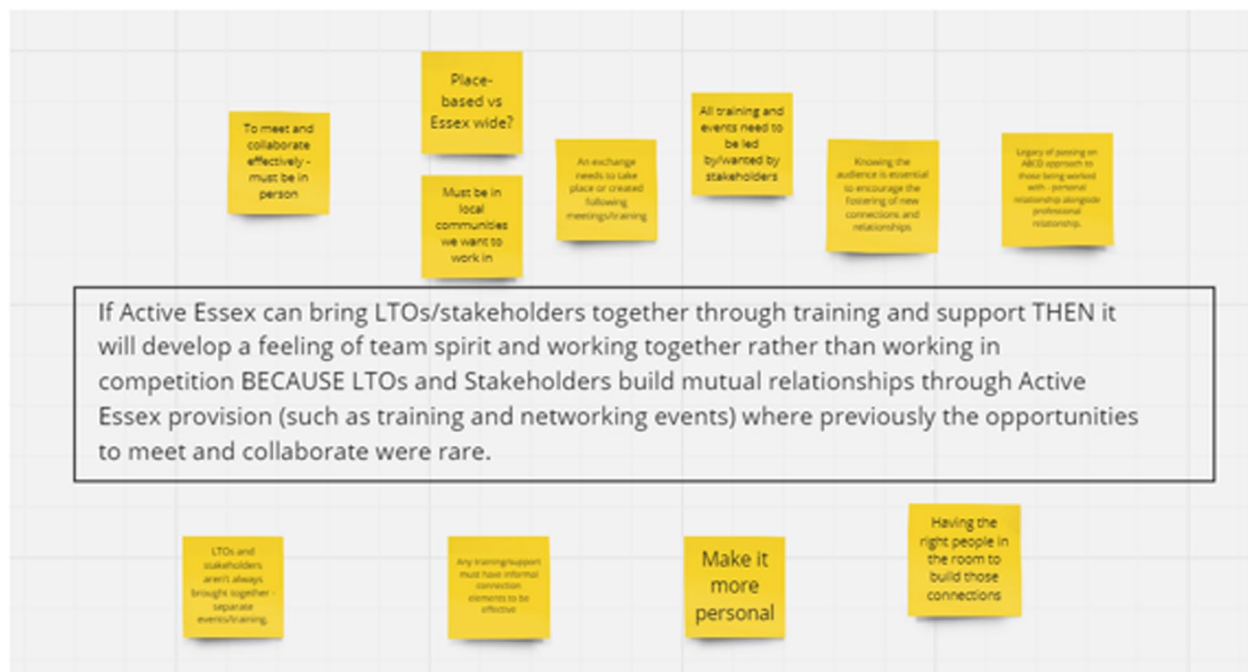 To meet and
collaborate
effectively -
must be in
person
Place-
based vs
Essex wide?
Must be in
local
communities
we want to
work in
An exchange
needs to take
place or created
following
meetings/training
All training and
events need to
be led
by/wanted by
stakeholders
Knowing the
audience is essential
to encourage the
fostering of new
connections and
relationships
Legacy of passing on
ABCD approach to
those being worked
with - personal
relationship alongside
professional
relationship.
If Active Essex can bring LTOs/stakeholders together through training and support THEN it
will develop a feeling of team spirit and working together rather than working in
competition BECAUSE LTOs and Stakeholders build mutual relationships through Active
Essex provision (such as training and networking events) where previously the opportunities
to meet and collaborate were rare.
LTOs and
stakeholders
aren't always
brought together -
separate
events/training.
Any training/support
must have informal
connection
elements to be
effective
Make it
more
personal
Having the
right people in
the room to
build those
connections